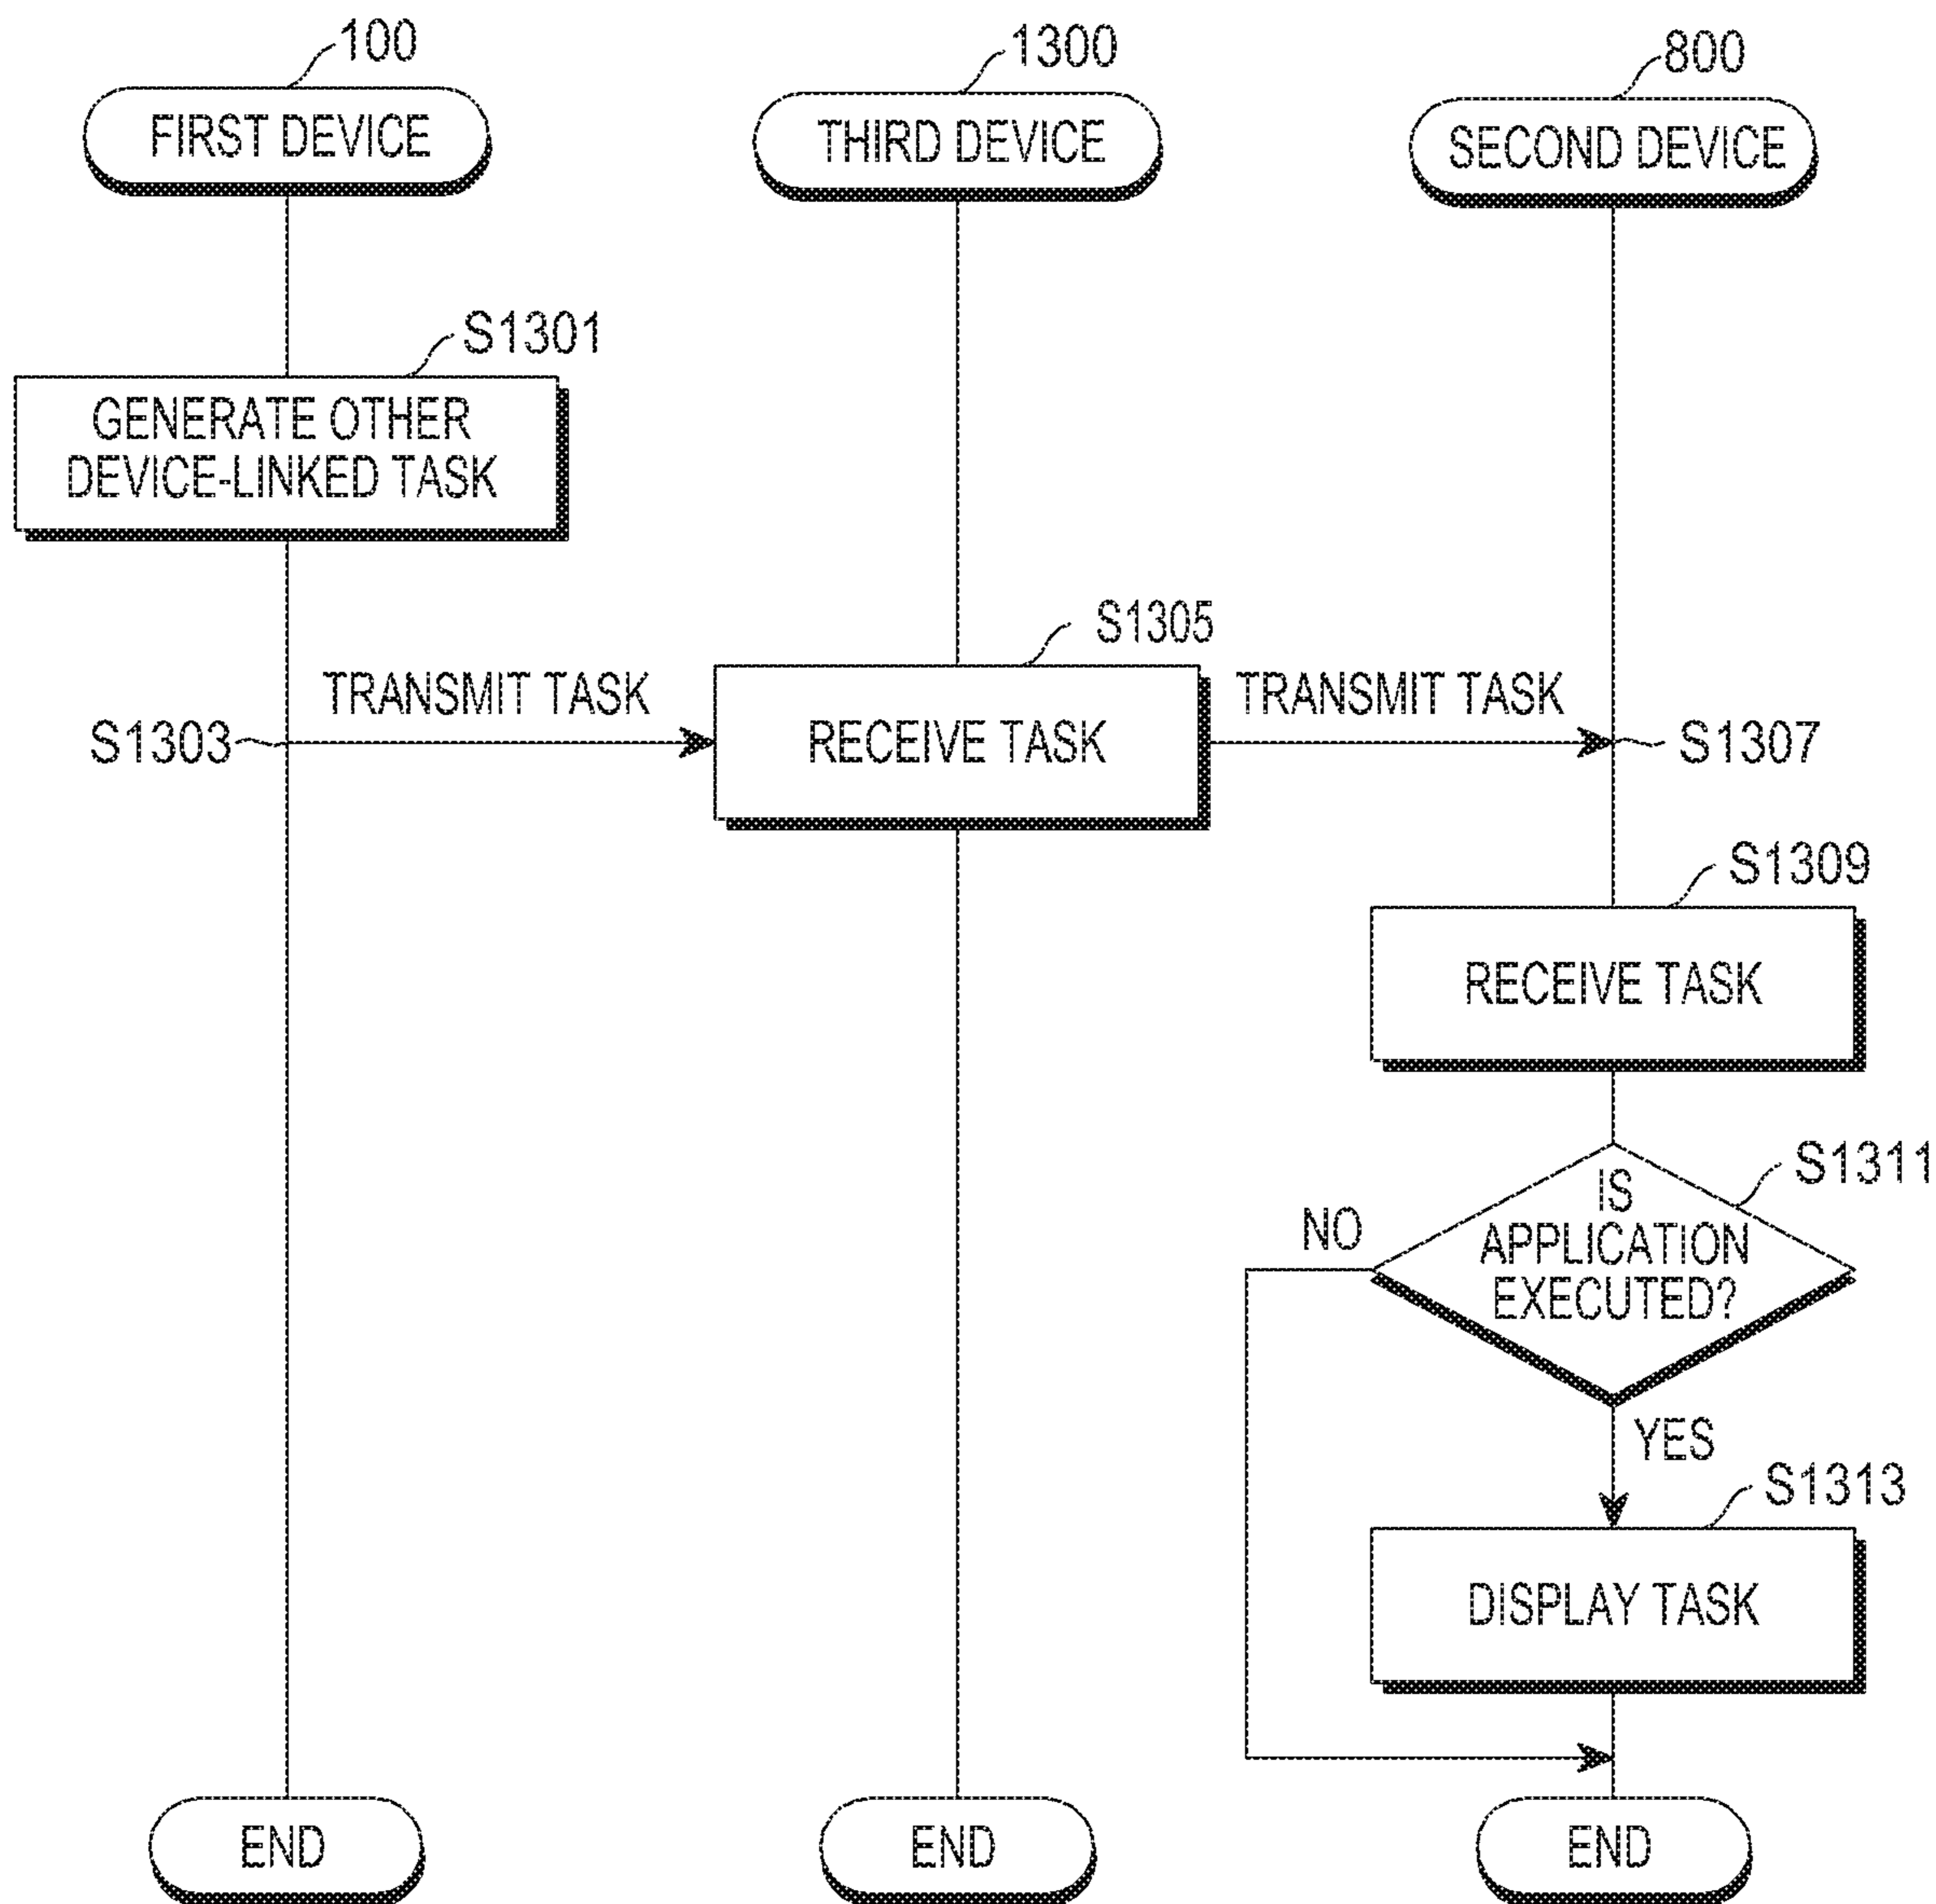 100
1300
800
FIRST DEVICE
THIRD DEVICE
SECOND DEVICE
S1301
GENERATE OTHER
DEVICE-LINKED TASK
S1305
TRANSMIT TASK
TRANSMIT TASK
S1303
RECEIVE TASK
S1307
S1309
RECEIVE TASK
S1311
IS
APPLICATION
EXECUTED?
NO
YES
S1313
DISPLAY TASK
END
END
END